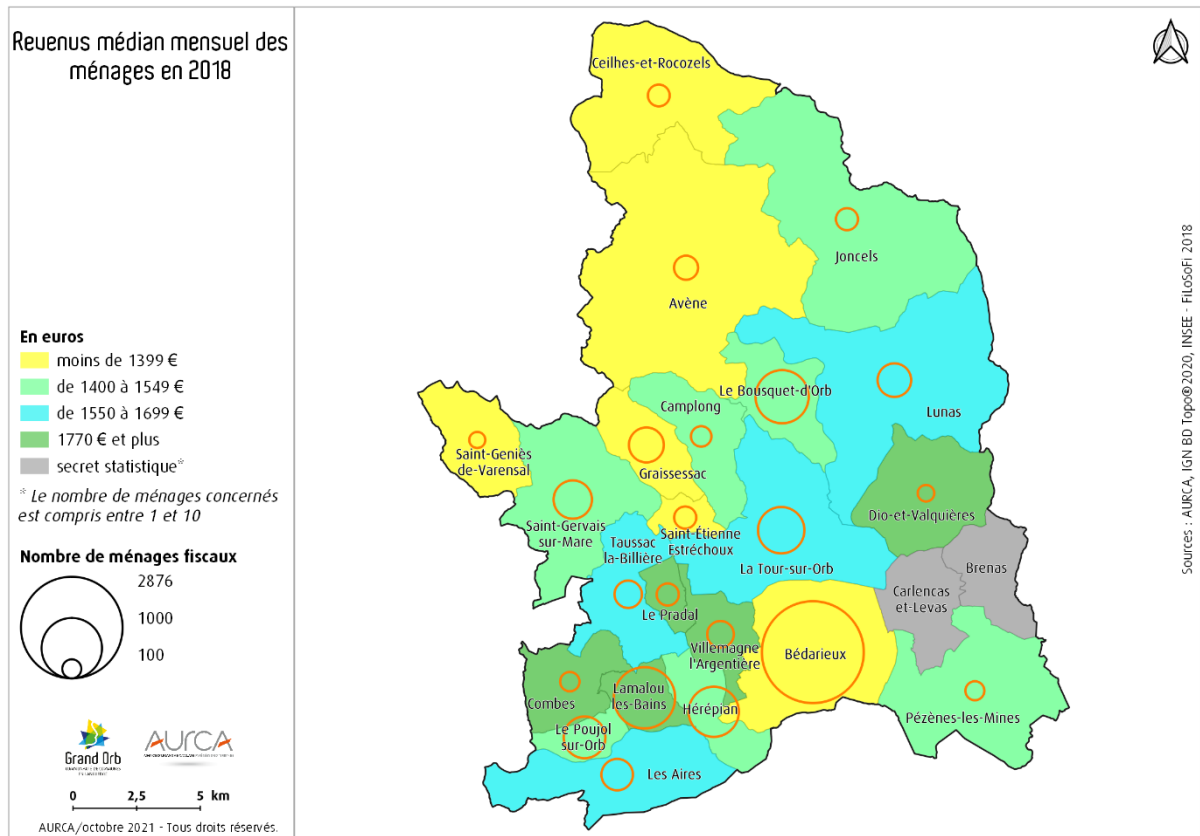 Revenus médian mensuel des
ménages en 2018
En euros
moins de 1399 €
de 1400 à 1549 €
de 1550 à 1699 €
1770 € et plus
secret statistique*
* Le nombre de ménages concernés
est compris entre 1 et 10
Nombre de ménages fiscaux
2876
1000
100
Grand Orb
AURCA
0 2,5 5 km
AURCA/octobre 2021 - Tous droits réservés.
Ceilhes-et-Rocozels
Joncels
Avène
Le Bousquet-d'Orb
Lunas
Camplong
Saint-Geniès
de-Varensal
Graissessac
Dio-et-Valquières
Saint-Gervais
sur-Mare
Saint-Étienne
Estréchoux
Taussac
la-Billière
La Tour-sur-Orb
Brenas
Carlencas
et-Levas
Le Pradal
Villemagne
l'Argentière
Bédarieux
Combes
Lamalou
les-Bains
Hérépian
Pézènes-les-Mines
Le Poujol
sur-Orb
Les Aires
Sources : AURCA, IGN BD Topo®2020, INSEE - FiLoSoFi 2018